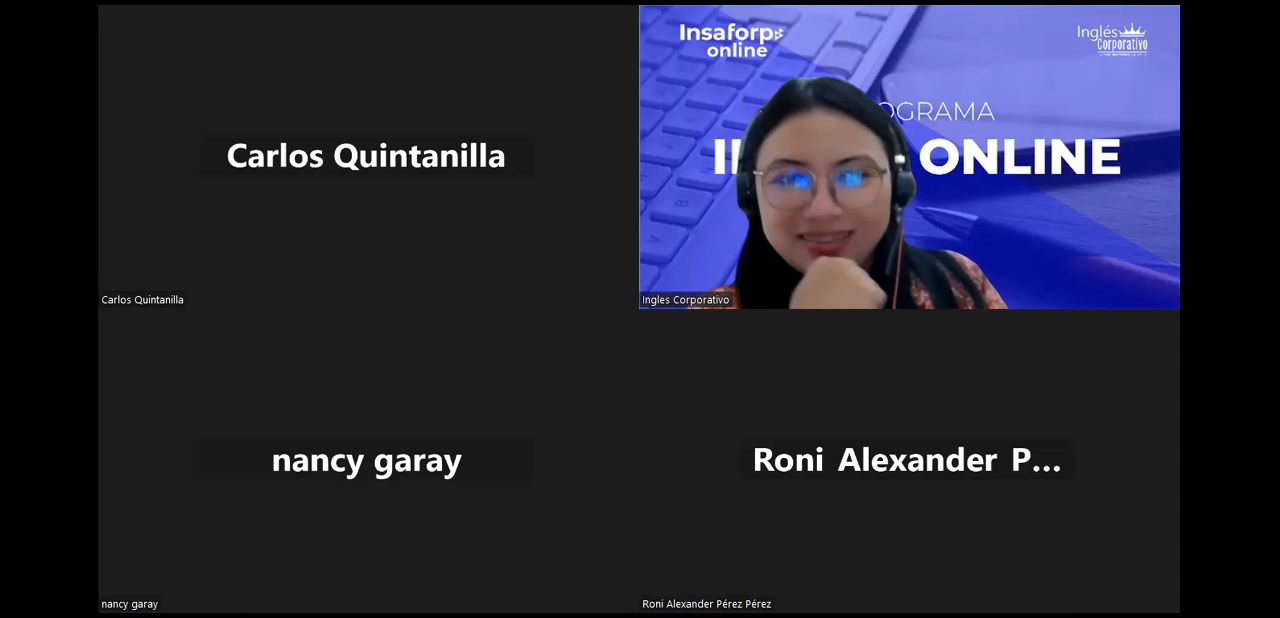 Carlos Quintanilla
Carlos Quintanilla
Insaforp
online
Inglés
Corporativo
OGRAMA
ONLINE
Ingles Corporativo
nancy garay
nancy garay
Roni Alexander P...
Roni Alexander Pérez Pérez